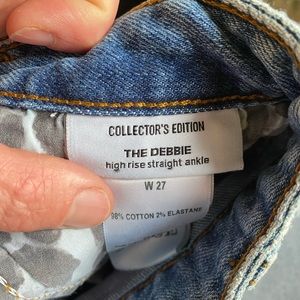 COLLECTOR'S EDITION
THE DEBBIE
high rise straight ankle
W 27
98% COTTON 2% ELASTANE